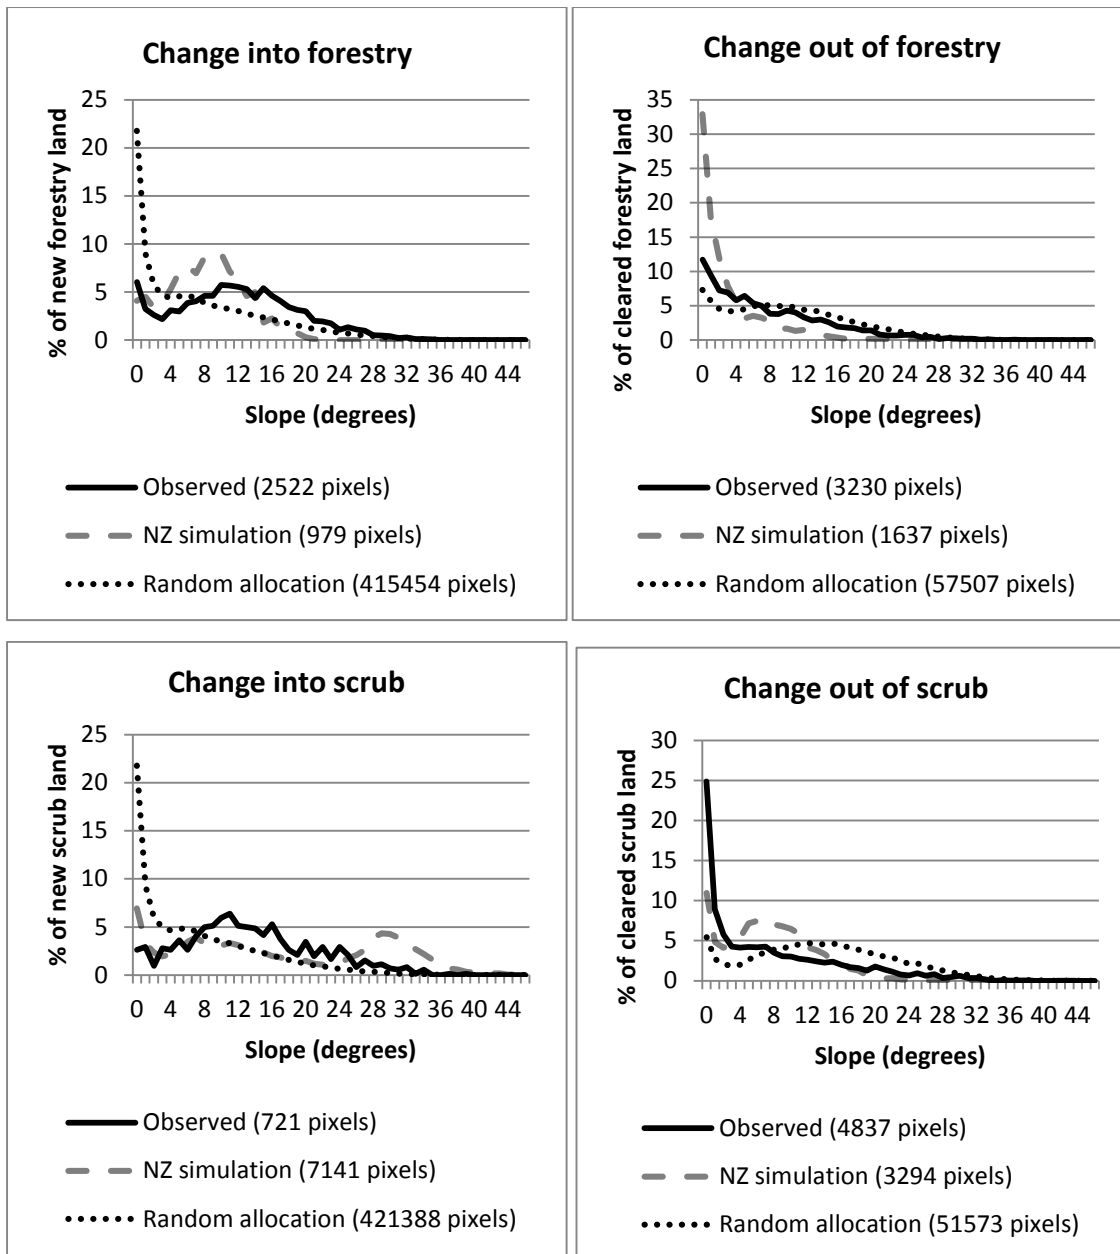 Change into forestry
% of new forestry land
25
20
15
10
5
0
0 4 8 12 16 20 24 28 32 36 40 44
Slope (degrees)
Observed (2522 pixels)
NZ simulation (979 pixels)
Random allocation (415454 pixels)
Change out of forestry
% of cleared forestry land
35
30
25
20
15
10
5
0
0 4 8 12 16 20 24 28 32 36 40 44
Slope (degrees)
Observed (3230 pixels)
NZ simulation (1637 pixels)
Random allocation (57507 pixels)
Change into scrub
% of new scrub land
25
20
15
10
5
0
0 4 8 12 16 20 24 28 32 36 40 44
Slope (degrees)
Observed (721 pixels)
NZ simulation (7141 pixels)
Random allocation (421388 pixels)
Change out of scrub
% of cleared scrub land
30
25
20
15
10
5
0
0 4 8 12 16 20 24 28 32 36 40 44
Slope (degrees)
Observed (4837 pixels)
NZ simulation (3294 pixels)
Random allocation (51573 pixels)